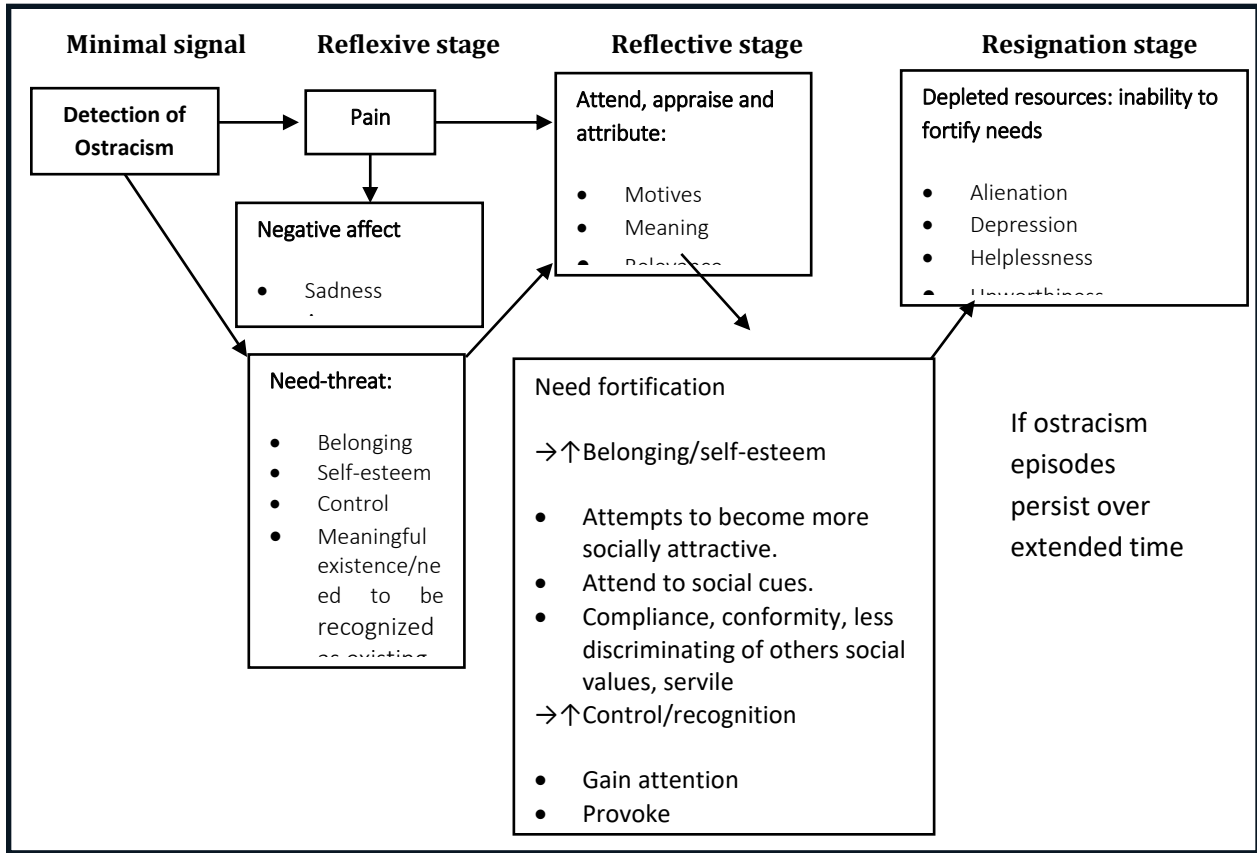 Minimal signal
Reflexive stage
Reflective stage
Resignation stage
Detection of
Ostracism
Pain
Negative affect
• Sadness
Need-threat:
• Belonging
• Self-esteem
• Control
• Meaningful
existence/ne
ed to be
recognized
as existing
Attend, appraise and
attribute:
• Motives
• Meaning
• Relevance
Need fortification
→↑Belonging/self-esteem
• Attempts to become more
socially attractive.
• Attend to social cues.
• Compliance, conformity, less
discriminating of others social
values, servile
→↑Control/recognition
• Gain attention
• Provoke
Depleted resources: inability to
fortify needs
• Alienation
• Depression
• Helplessness
• Unworthiness
If ostracism
episodes
persist over
extended time